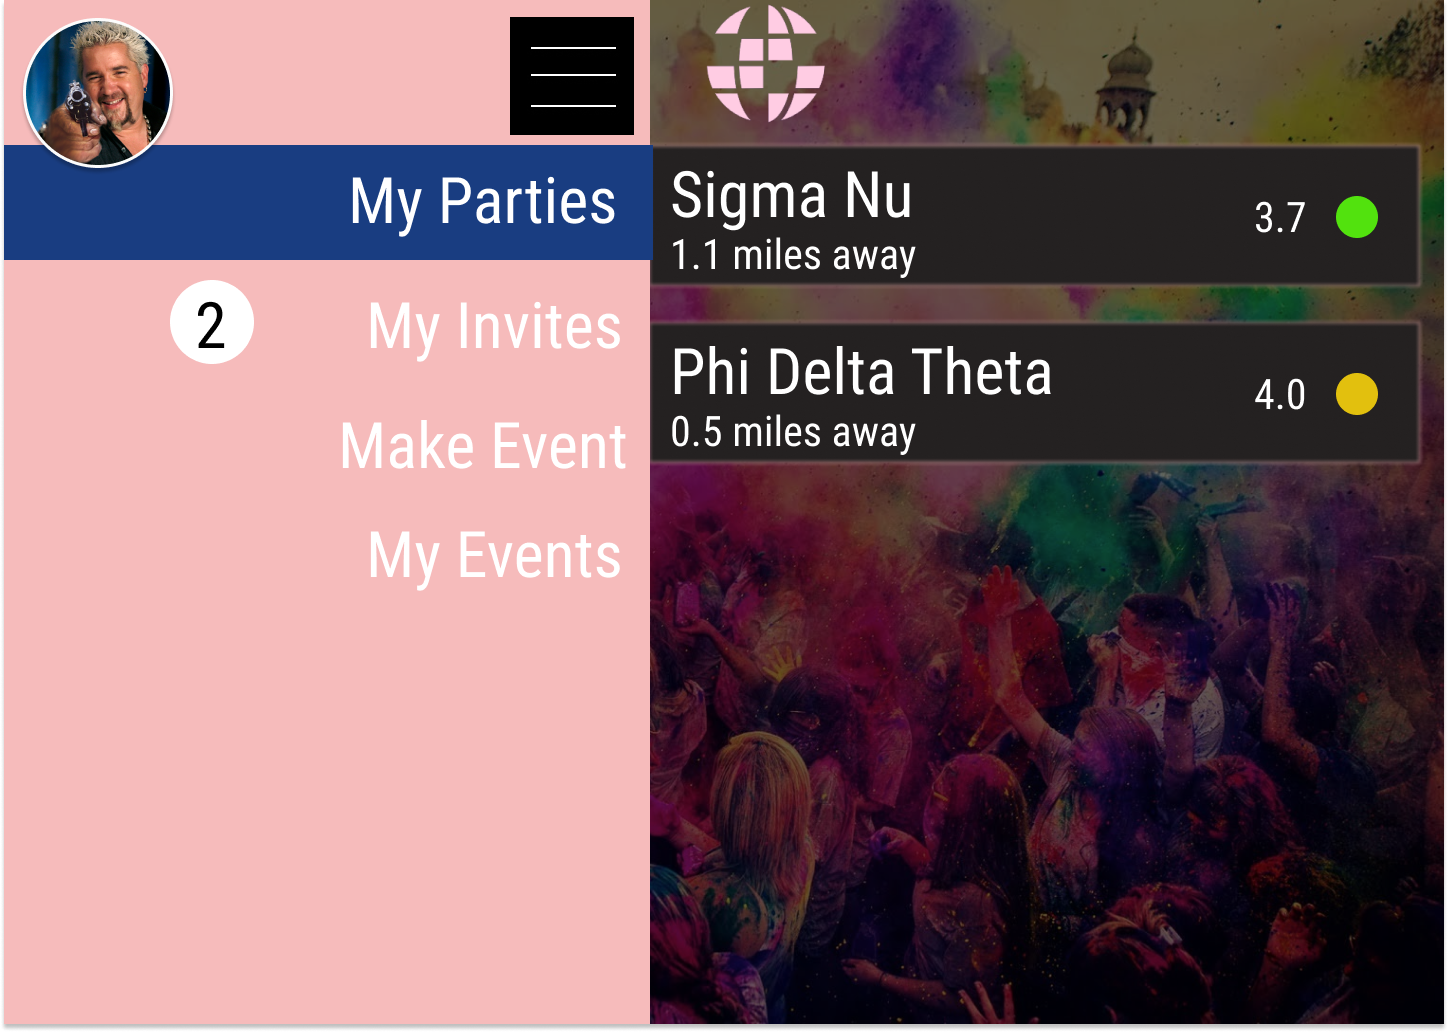 My Parties
2
My Invites
Make Event
My Events
Sigma Nu
1.1 miles away
3.7
Phi Delta Theta
0.5 miles away
4.0